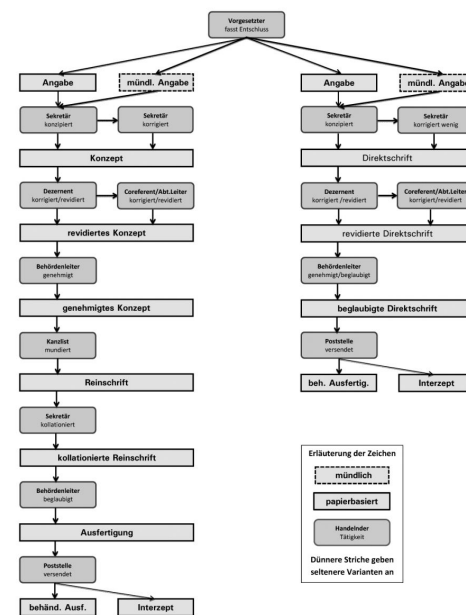 Vorgesetzter
fasst Entschluss
Angabe
mündl. Angabe
Sekretär
konzipiert
Sekretär
korrigiert
Konzept
Dezernent
korrigiert/revidiert
Coreferent/Abt.Leiter
korrigiert/revidiert
revidiertes Konzept
Behördenleiter
genehmigt
genehmigtes Konzept
Kanzlist
mundiert
Reinschrift
Sekretär
kollationiert
kollationierte Reinschrift
Behördenleiter
beglaubigt
Ausfertigung
Poststelle
versendet
behänd. Ausf.
Interzept
Angabe
mündl. Angabe
Sekretär
konzipiert
Sekretär
korrigiert wenig
Direktschrift
Dezernent
korrigiert /revidiert
Coreferent/Abt.Leiter
korrigiert/revidiert
revidierte Direktschrift
Behördenleiter
genehmigt/beglaubigt
beglaubigte Direktschrift
Poststelle
versendet
beh. Ausfertig.
Interzept
Erläuterung der Zeichen
mündlich
papierbasiert
Handelnder
Tätigkeit
Dünnere Striche geben
seltenere Varianten an